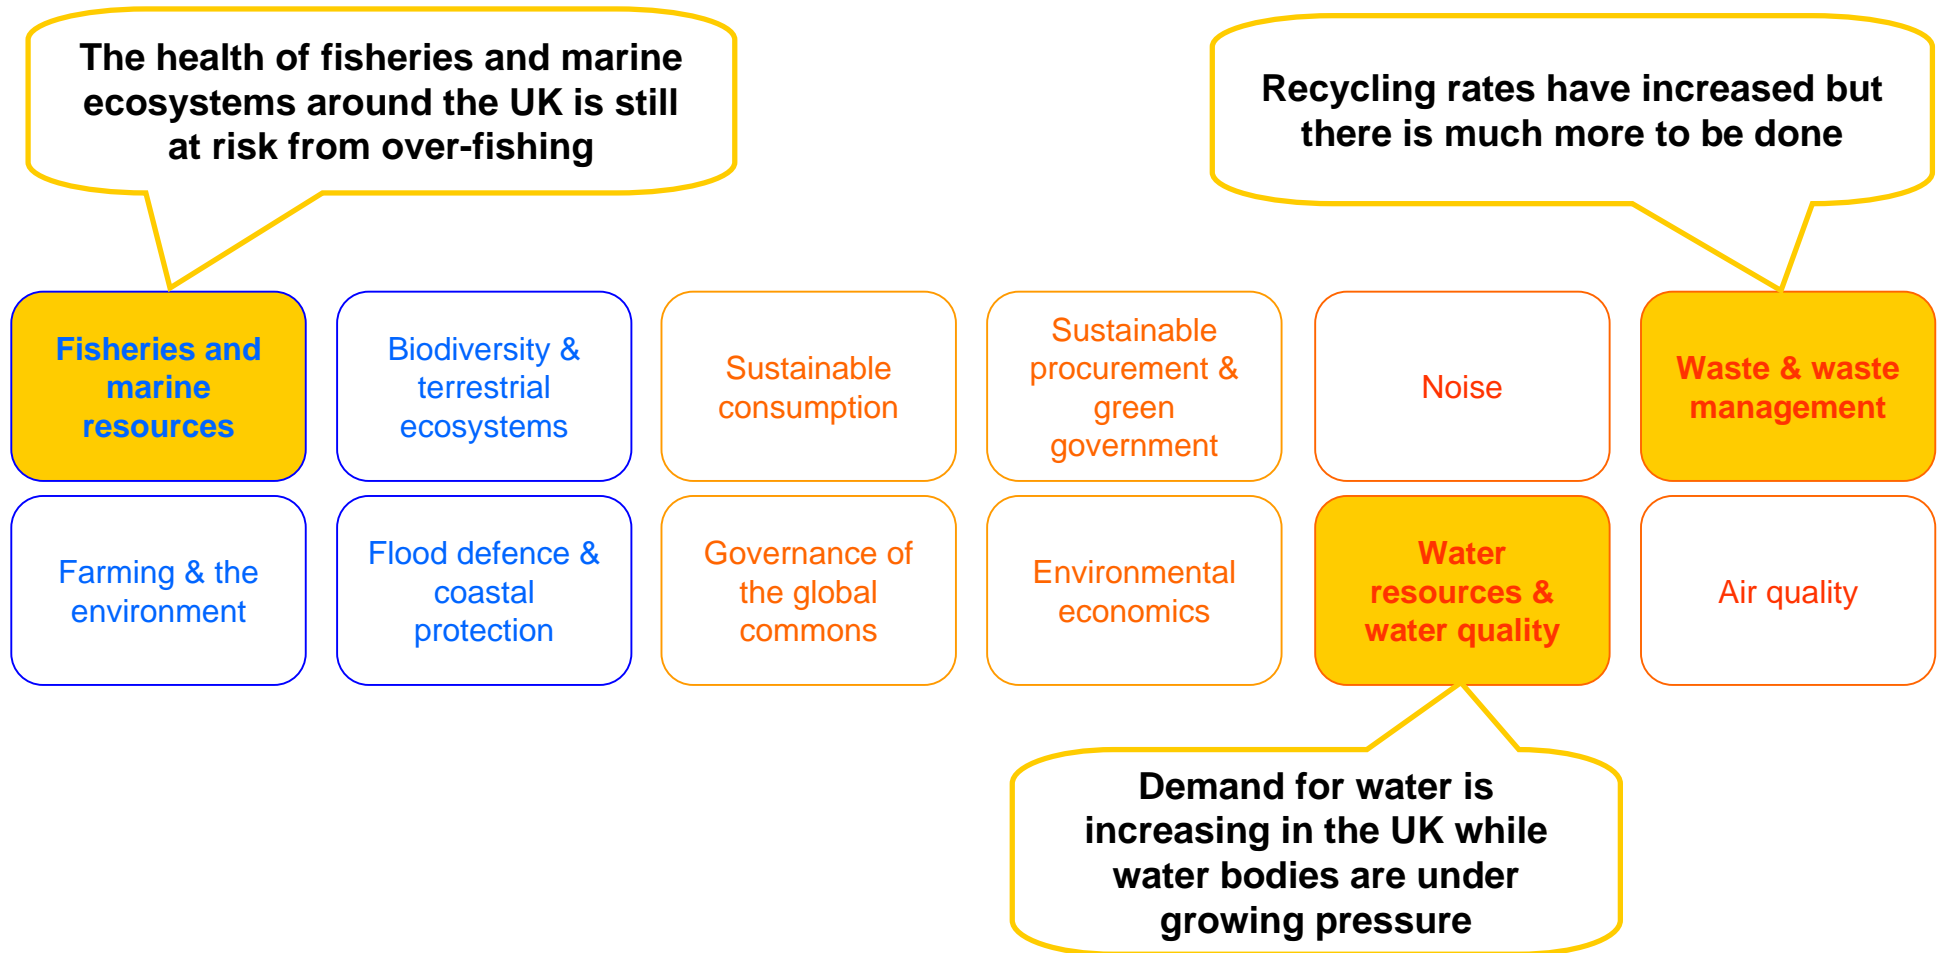 The health of fisheries and marine
ecosystems around the UK is still
at risk from over-fishing
Recycling rates have increased but
there is much more to be done
Fisheries and
marine
resources
Biodiversity &
terrestrial
ecosystems
Sustainable
consumption
Sustainable
procurement &
green
government
Noise
Waste & waste
management
Farming & the
environment
Flood defence &
coastal
protection
Governance of
the global
commons
Environmental
economics
Water
resources &
water quality
Air quality
Demand for water is
increasing in the UK while
water bodies are under
growing pressure